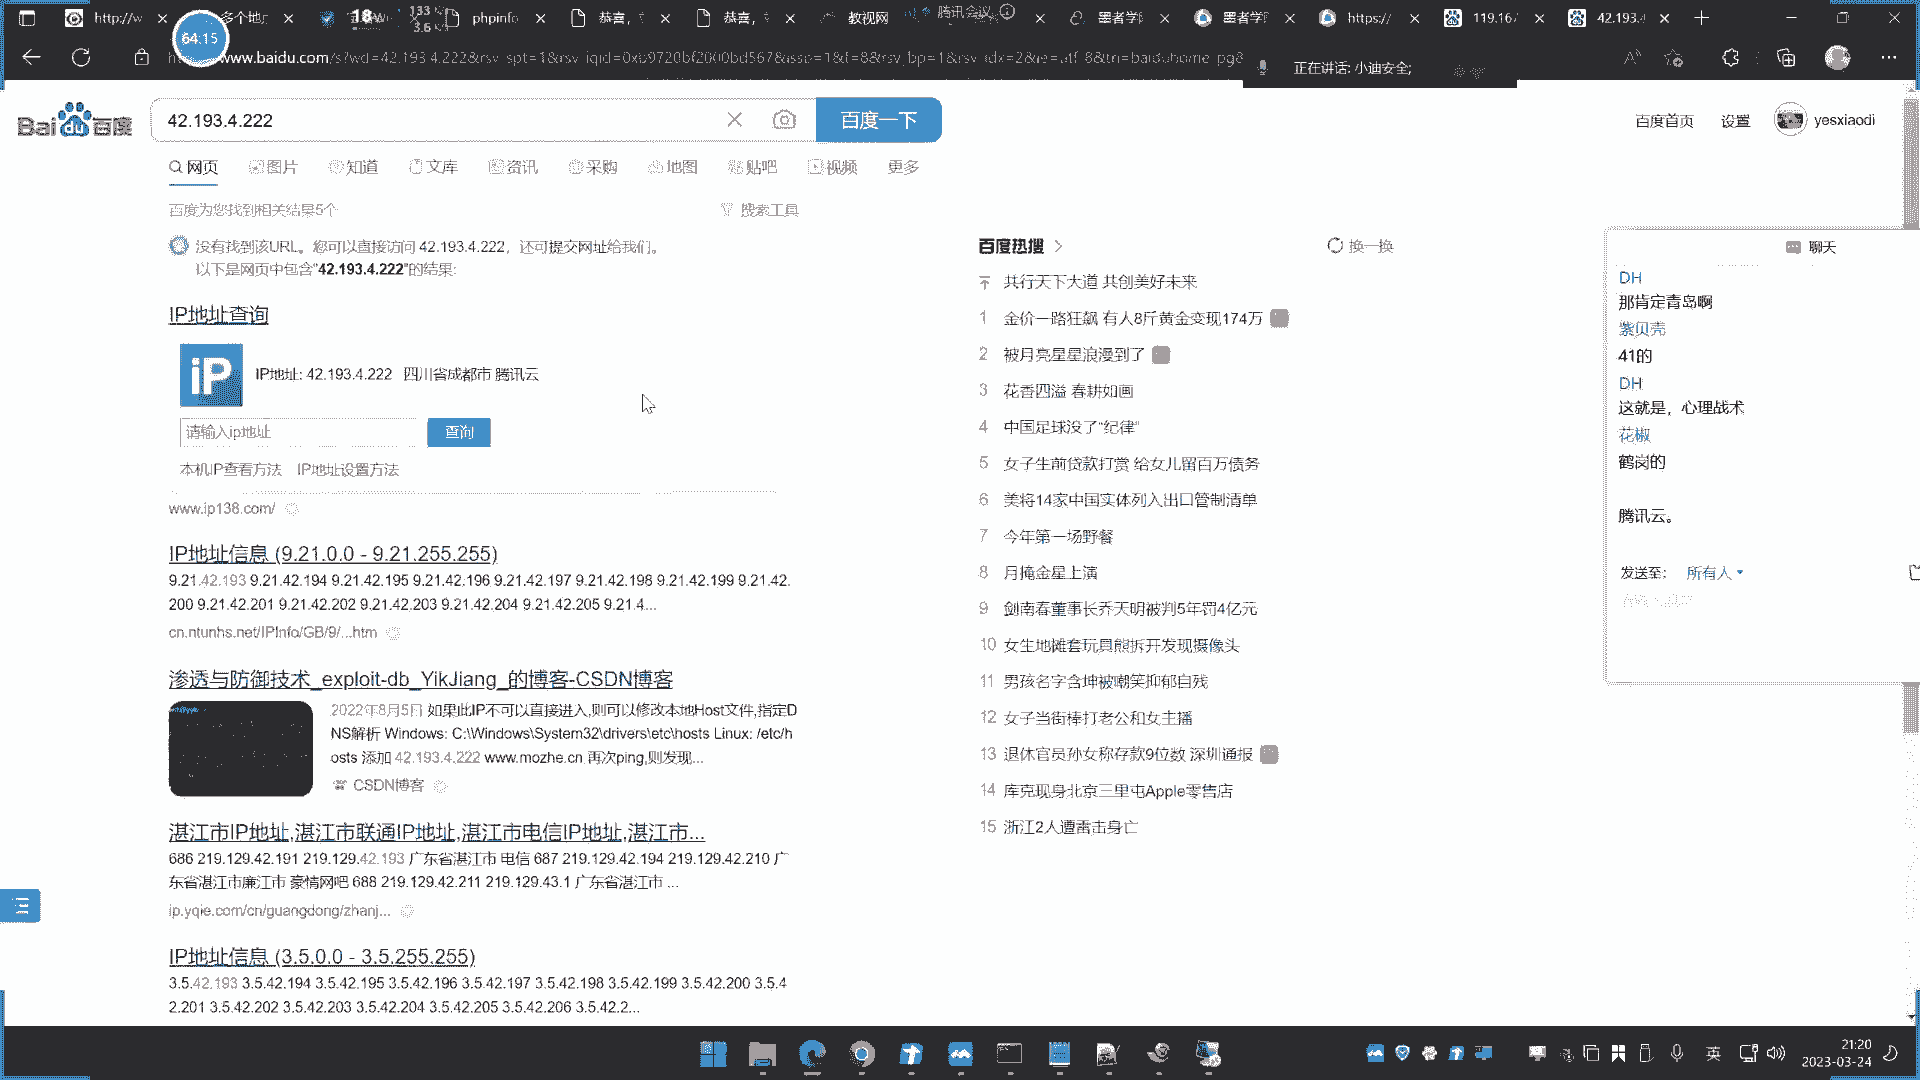 http://w
多个地
phpinfo
恭喜，
恭喜，
教视网
腾讯会议
墨者学
墨者学
https://
119.167
42.193.4
64:15
www.baidu.com
正在讲话: 小迪安全;
Bai du 百度
42.193.4.222
百度一下
百度首页
设置
yesxiaodi
网页
图片
知道
文库
资讯
采购
地图
贴吧
视频
更多
百度为您找到相关结果5个
搜索工具
没有找到该URL。您可以直接访问 42.193.4.222，还可提交网址给我们。
以下是网页中包含"42.193.4.222"的结果:
IP地址查询
iP
IP地址: 42.193.4.222 四川省成都市 腾讯云
请输入ip地址
查询
本机IP查看方法 IP地址设置方法
www.ip138.com/
IP地址信息 (9.21.0.0 - 9.21.255.255)
9.21.42.193 9.21.42.194 9.21.42.195 9.21.42.196 9.21.42.197 9.21.42.198 9.21.42.199 9.21.42.
200 9.21.42.201 9.21.42.202 9.21.42.203 9.21.42.204 9.21.42.205 9.21.4...
cn.ntunhs.net/IPInfo/GB/9/...htm
渗透与防御技术_exploit-db_YikJiang_的博客-CSDN博客
2022年8月5日 如果此IP不可以直接进入,则可以修改本地Host文件,指定D
NS解析 Windows: C:\Windows\System32\drivers\etc\hosts Linux: /etc/h
osts 添加 42.193.4.222 www.mozhe.cn 再次ping,则发现...
CSDN博客
湛江市IP地址,湛江市联通IP地址,湛江市电信IP地址,湛江市...
686 219.129.42.191 219.129.42.193 广东省湛江市 电信 687 219.129.42.194 219.129.42.210 广
东省湛江市廉江市 豪情网吧 688 219.129.42.211 219.129.43.1 广东省湛江市 ...
ip.yqie.com/cn/guangdong/zhanj...
IP地址信息 (3.5.0.0 - 3.5.255.255)
3.5.42.193 3.5.42.194 3.5.42.195 3.5.42.196 3.5.42.197 3.5.42.198 3.5.42.199 3.5.42.200 3.5.4
2.201 3.5.42.202 3.5.42.203 3.5.42.204 3.5.42.205 3.5.42.206 3.5.42.2...
百度热搜
换一换
共行天下大道 共创美好未来
1 金价一路狂飙 有人8斤黄金变现174万
2 被月亮星星浪漫到了
3 花香四溢 春耕如画
4 中国足球没了"纪律"
5 女子生前贷款打赏 给女儿留百万债务
6 美将14家中国实体列入出口管制清单
7 今年第一场野餐
8 月掩金星上演
9 剑南春董事长乔天明被判5年罚4亿元
10 女生地摊套玩具熊拆开发现摄像头
11 男孩名字含坤被嘲笑抑郁自残
12 女子当街棒打老公和女主播
13 退休官员孙女称存款9位数 深圳通报
14 库克现身北京三里屯Apple零售店
15 浙江2人遭雷击身亡
聊天
DH
那肯定青岛啊
紫贝壳
41的
DH
这就是，心理战术
花椒
鹤岗的
腾讯云。
发送至: 所有人
英
21:20
2023-03-24